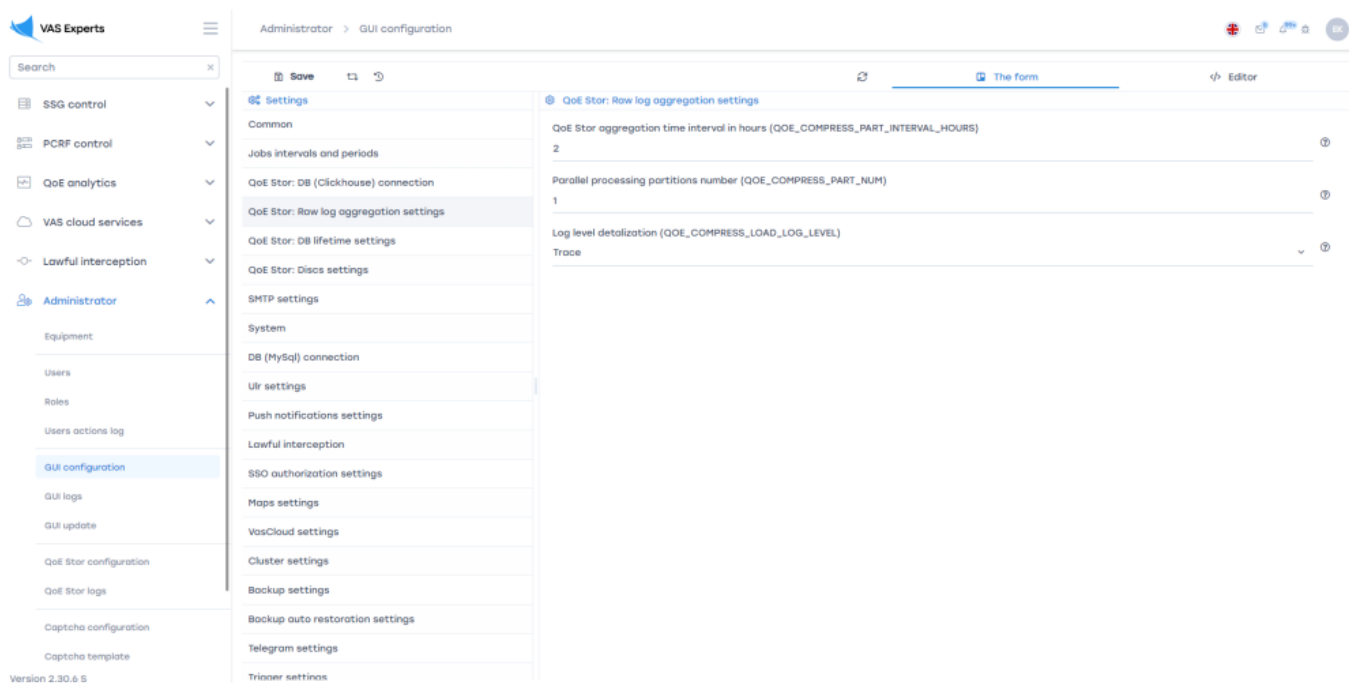 VAS Experts
Administrator > GUI configuration
99+
EK
Search
Save
The form
</> Editor
SSG control
PCRF control
QoE analytics
VAS cloud services
Lawful interception
Administrator
Equipment
Users
Roles
Users actions log
GUI configuration
GUI logs
GUI update
QoE Stor configuration
QoE Stor logs
Captcha configuration
Captcha template
Version 2.30.6 S
Settings
Common
Jobs intervals and periods
QoE Stor: DB (Clickhouse) connection
QoE Stor: Raw log aggregation settings
QoE Stor: DB lifetime settings
QoE Stor: Discs settings
SMTP settings
System
DB (MySql) connection
Ulr settings
Push notifications settings
Lawful interception
SSO authorization settings
Maps settings
VasCloud settings
Cluster settings
Backup settings
Backup auto restoration settings
Telegram settings
Trigger settings
QoE Stor: Raw log aggregation settings
QoE Stor aggregation time interval in hours (QOE_COMPRESS_PART_INTERVAL_HOURS)
2
Parallel processing partitions number (QOE_COMPRESS_PART_NUM)
1
Log level detalization (QOE_COMPRESS_LOAD_LOG_LEVEL)
Trace